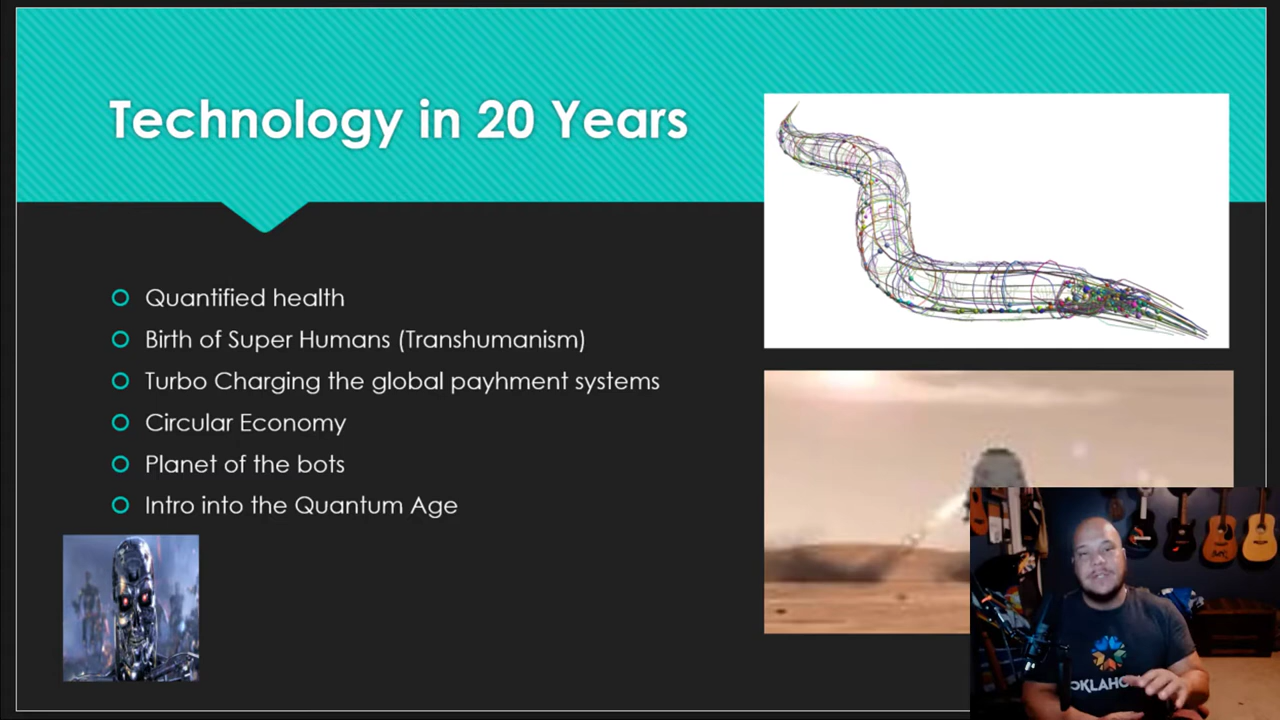 Technology in 20 Years
Quantified health
Birth of Super Humans (Transhumanism)
Turbo Charging the global payhment systems
Circular Economy
Planet of the bots
Intro into the Quantum Age
OKLAHO